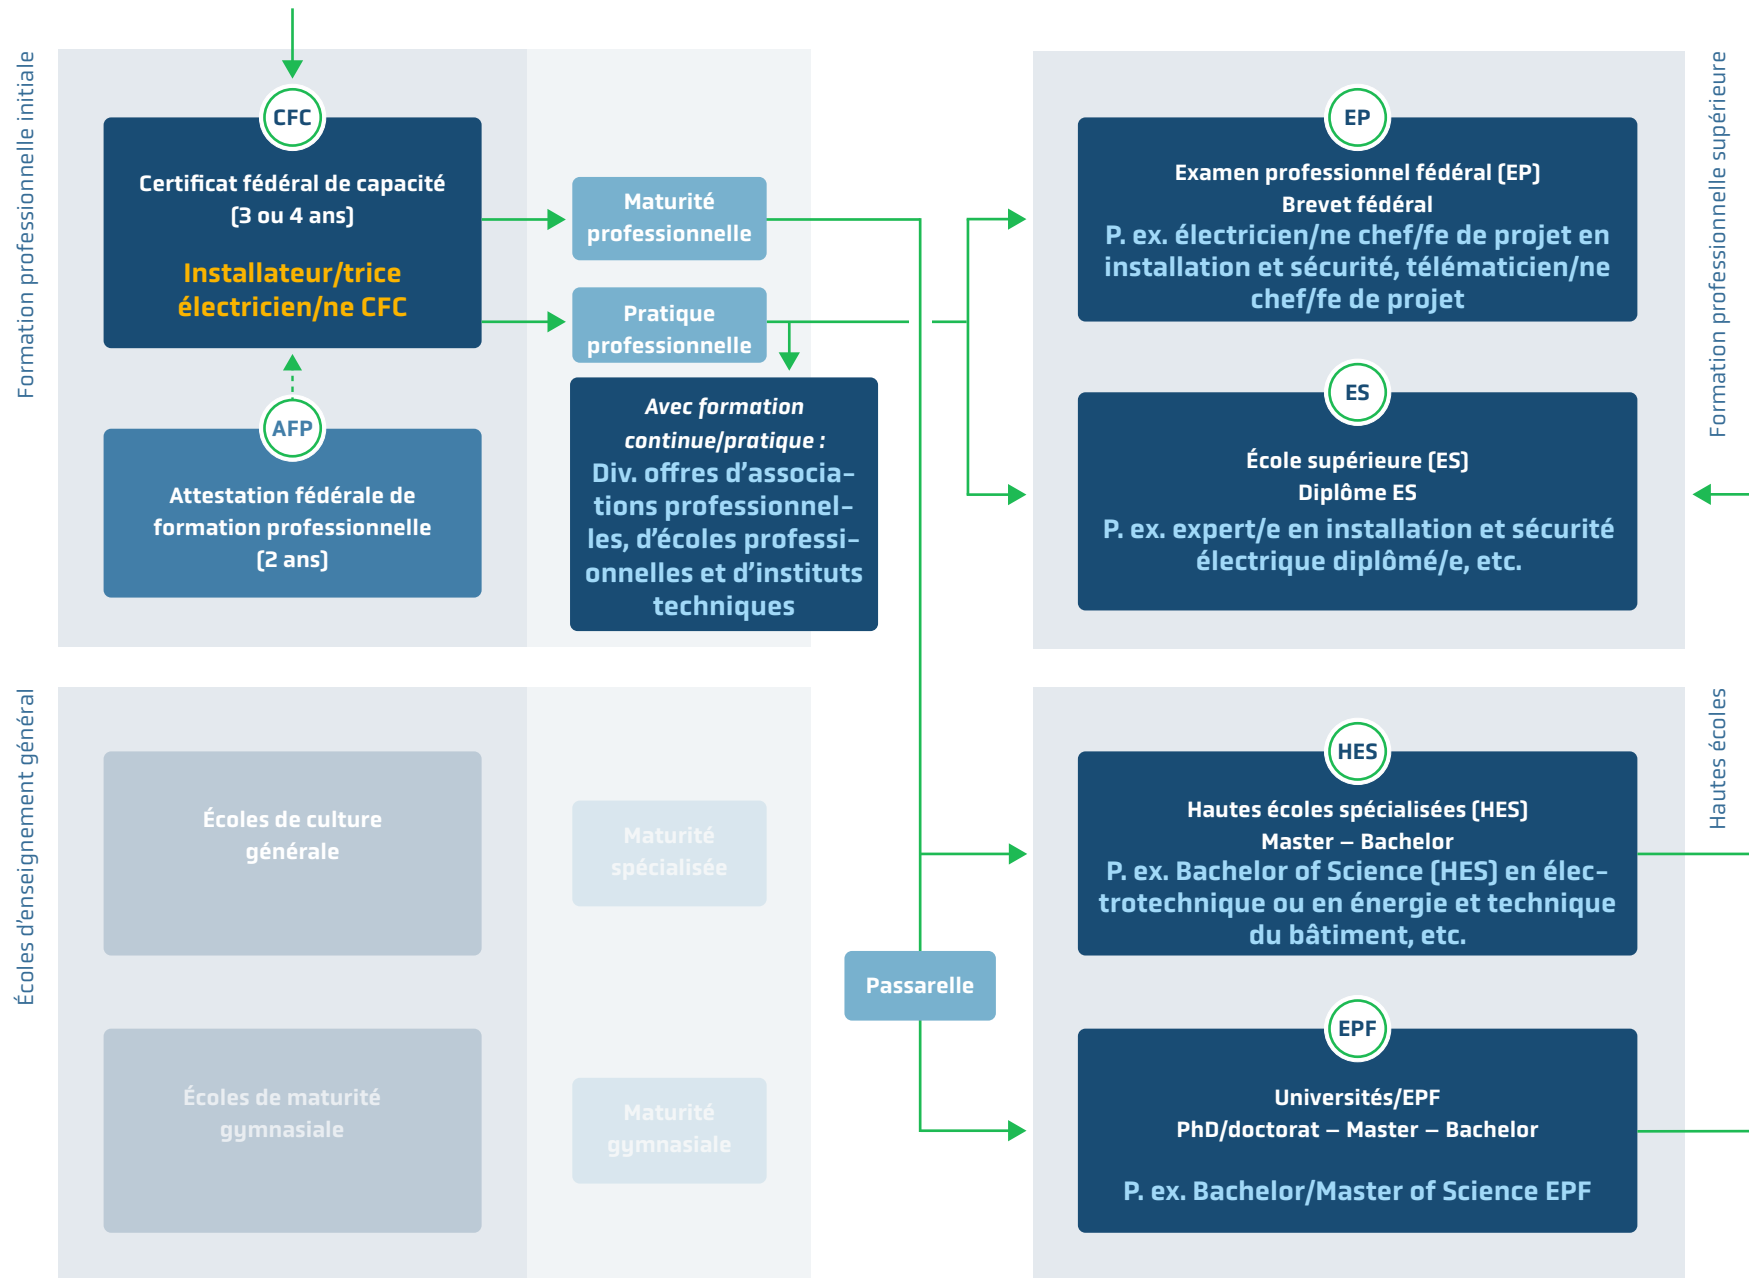 Formation professionnelle initiale
CFC
Certificat fédéral de capacité
(3 ou 4 ans)
Installateur/trice
électricien/ne CFC
AFP
Attestation fédérale de
formation professionnelle
(2 ans)
Maturité
professionnelle
Pratique
professionnelle
Avec formation
continue/pratique :
Div. offres d’associa-
tions professionnel-
les, d’écoles professi-
onnelles et d’instituts
techniques
EP
Examen professionnel fédéral (EP)
Brevet fédéral
P. ex. électricien/ne chef/fe de projet en
installation et sécurité, télématicien/ne
chef/fe de projet
ES
École supérieure (ES)
Diplôme ES
P. ex. expert/e en installation et sécurité
électrique diplômé/e, etc.
Formation professionnelle supérieure
Écoles d’enseignement général
Écoles de culture
générale
Maturité
spécialisée
Écoles de maturité
gymnasiale
Maturité
gymnasiale
Passarelle
HES
Hautes écoles spécialisées (HES)
Master – Bachelor
P. ex. Bachelor of Science (HES) en élec-
trotechnique ou en énergie et technique
du bâtiment, etc.
EPF
Universités/EPF
PhD/doctorat – Master – Bachelor
P. ex. Bachelor/Master of Science EPF
Hautes écoles